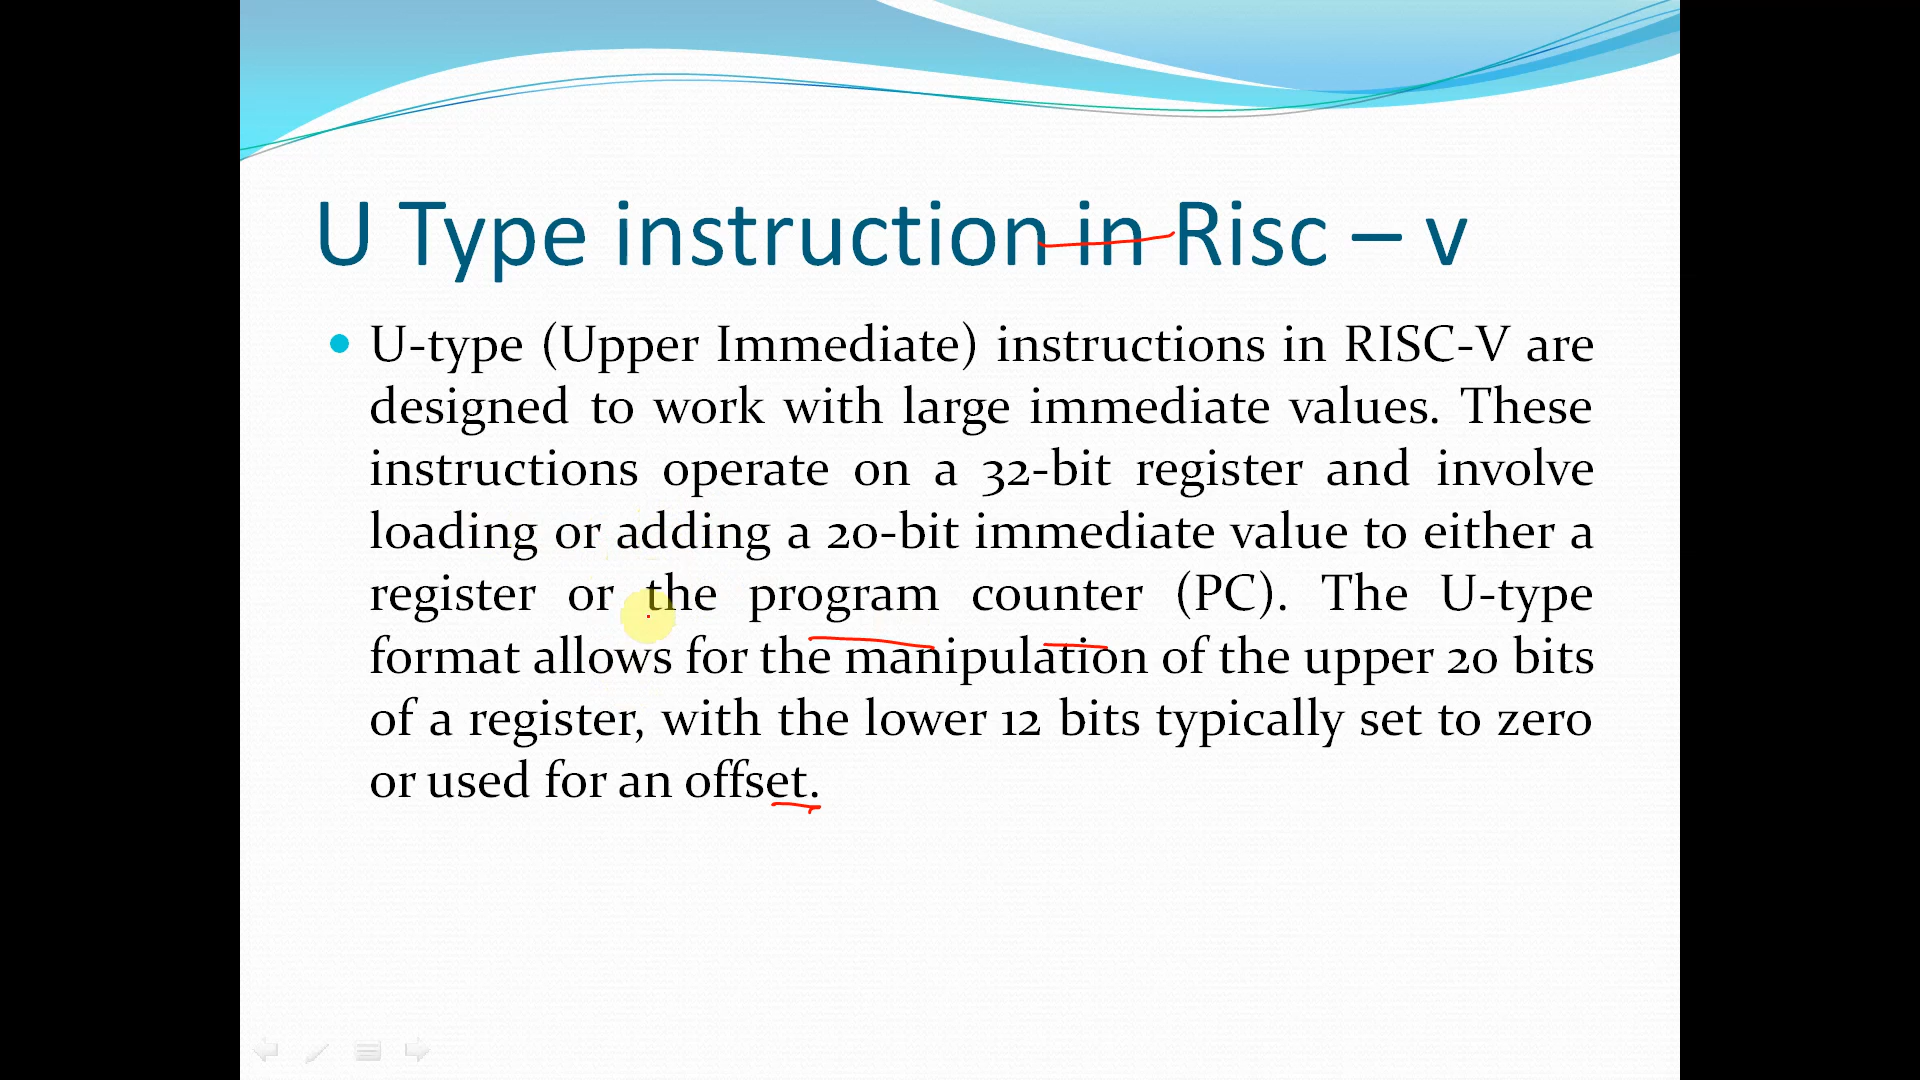 U Type instruction in Risc – v
U-type (Upper Immediate) instructions in RISC-V are
designed to work with large immediate values. These
instructions operate on a 32-bit register and involve
loading or adding a 20-bit immediate value to either a
register or the program counter (PC). The U-type
format allows for the manipulation of the upper 20 bits
of a register, with the lower 12 bits typically set to zero
or used for an offset.